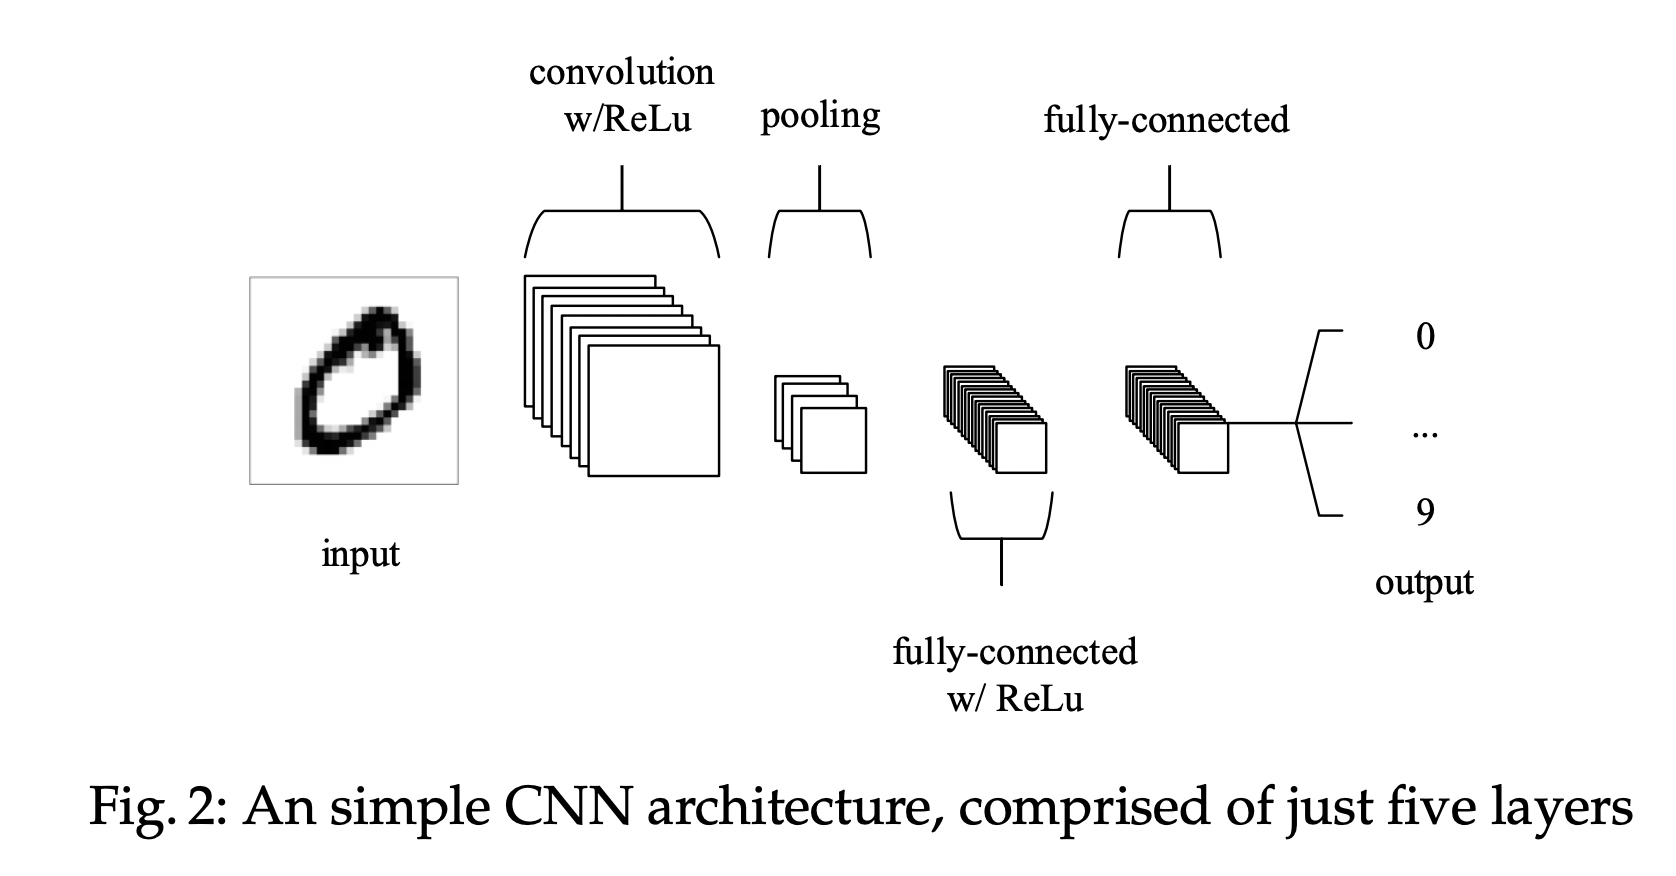 convolution
w/ReLu
pooling
fully-connected
input
0
...
9
output
fully-connected
w/ ReLu
Fig. 2: An simple CNN architecture, comprised of just five layers